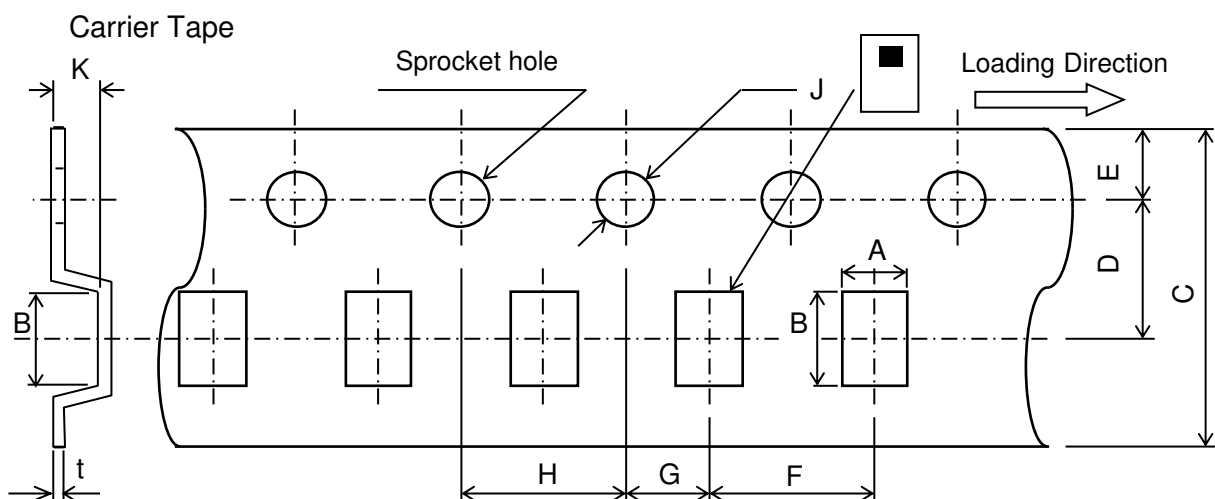 Carrier Tape
K
Sprocket hole
J
Loading Direction
E
A
D
C
B
B
t
H
G
F